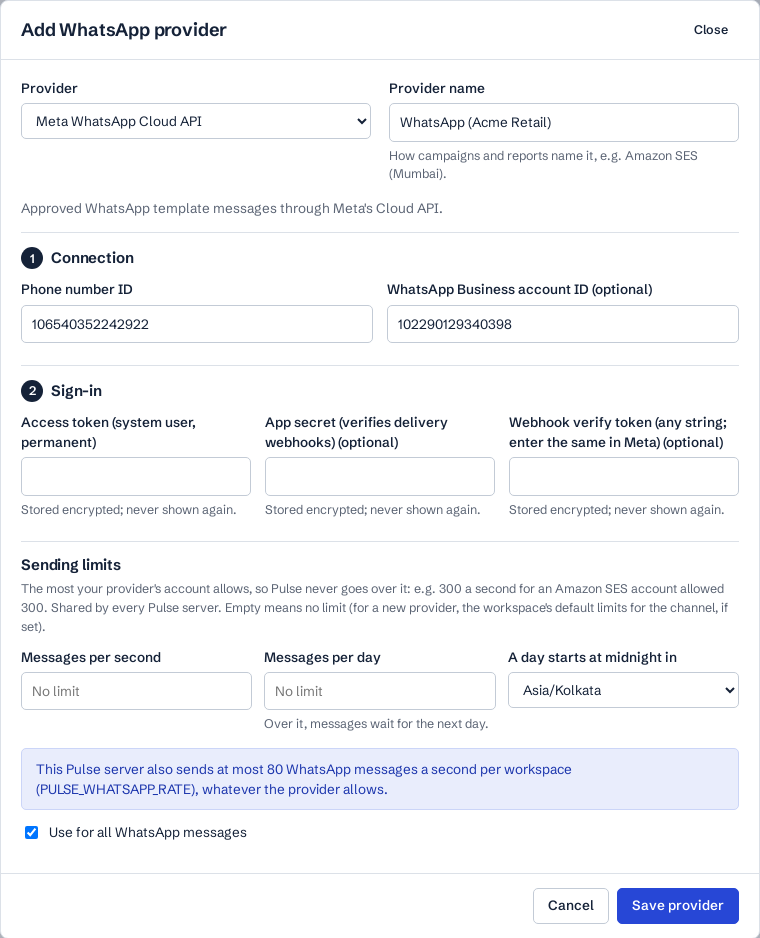 Add WhatsApp provider
Close
Provider
Provider name
Meta WhatsApp Cloud API
WhatsApp (Acme Retail)
How campaigns and reports name it, e.g. Amazon SES
(Mumbai).
Approved WhatsApp template messages through Meta's Cloud API.
1 Connection
Phone number ID
WhatsApp Business account ID (optional)
106540352242922
102290129340398
2 Sign-in
Access token (system user,
permanent)
App secret (verifies delivery
webhooks) (optional)
Webhook verify token (any string;
enter the same in Meta) (optional)
Stored encrypted; never shown again.
Stored encrypted; never shown again.
Stored encrypted; never shown again.
Sending limits
The most your provider's account allows, so Pulse never goes over it: e.g. 300 a second for an Amazon SES account allowed
300. Shared by every Pulse server. Empty means no limit (for a new provider, the workspace's default limits for the channel, if
set).
Messages per second
Messages per day
A day starts at midnight in
No limit
No limit
Asia/Kolkata
Over it, messages wait for the next day.
This Pulse server also sends at most 80 WhatsApp messages a second per workspace
(PULSE_WHATSAPP_RATE), whatever the provider allows.
Use for all WhatsApp messages
Cancel
Save provider